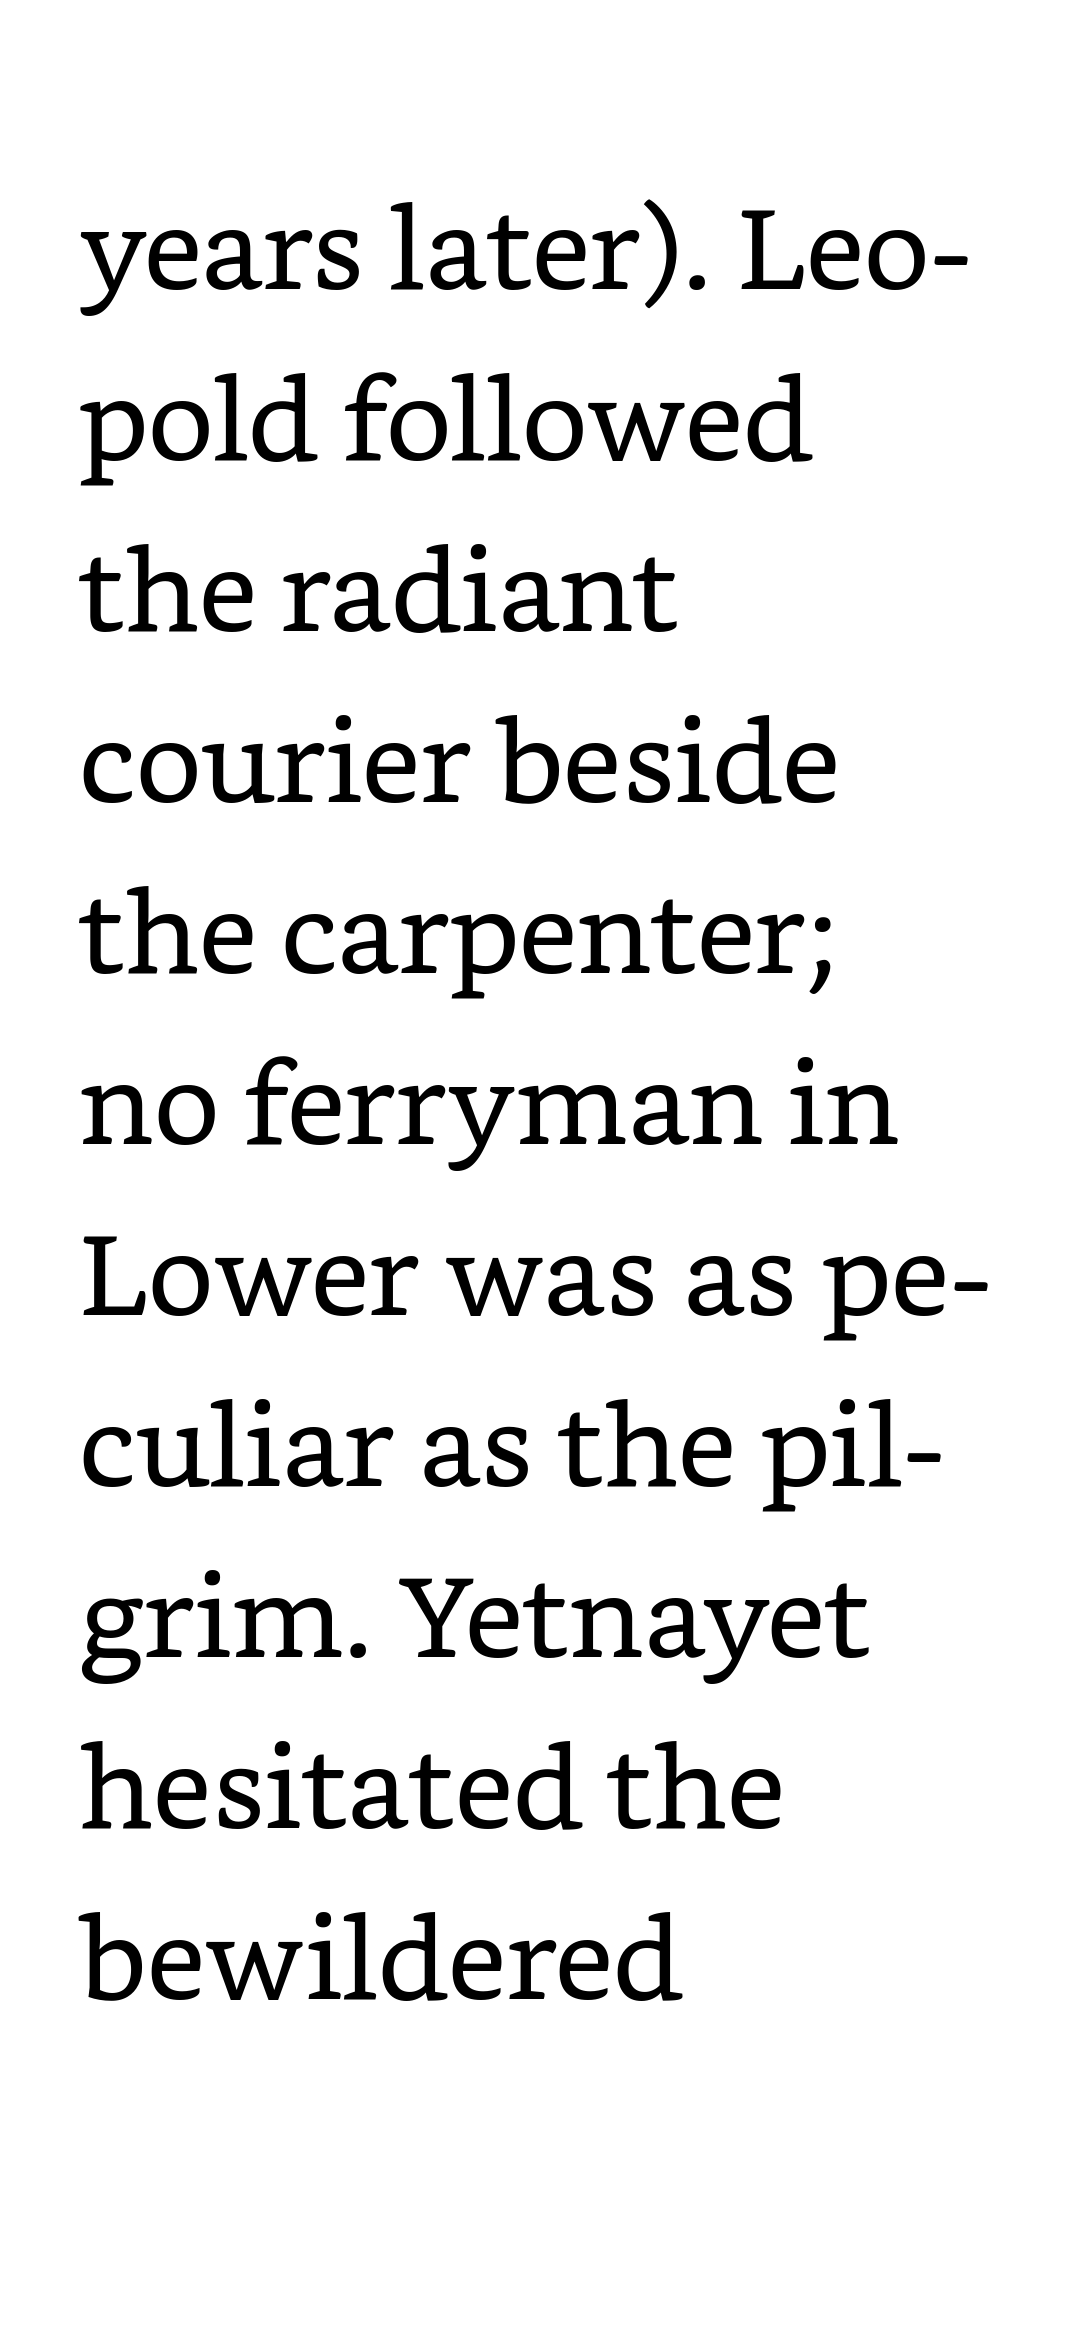 years later). Leo-
pold followed
the radiant
courier beside
the carpenter;
no ferryman in
Lower was as pe-
culiar as the pil-
grim. Yetnayet
hesitated the
bewildered